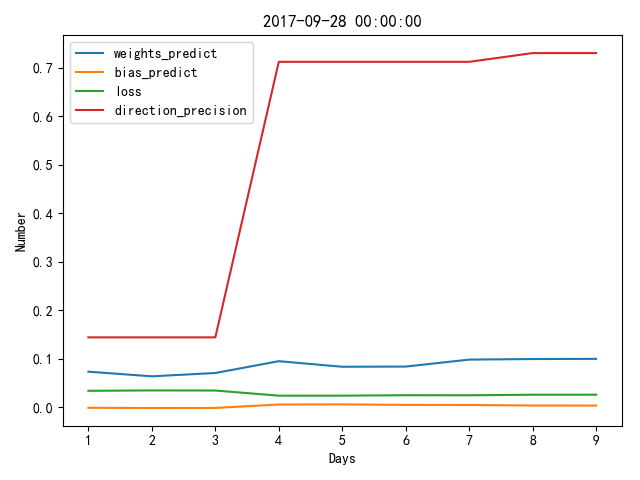 2017-09-28 00:00:00
weights_predict
bias_predict
loss
direction_precision
0.7
0.6
0.5
0.4
0.3
0.2
0.1
0.0
Number
1 2 3 4 5 6 7 8 9
Days